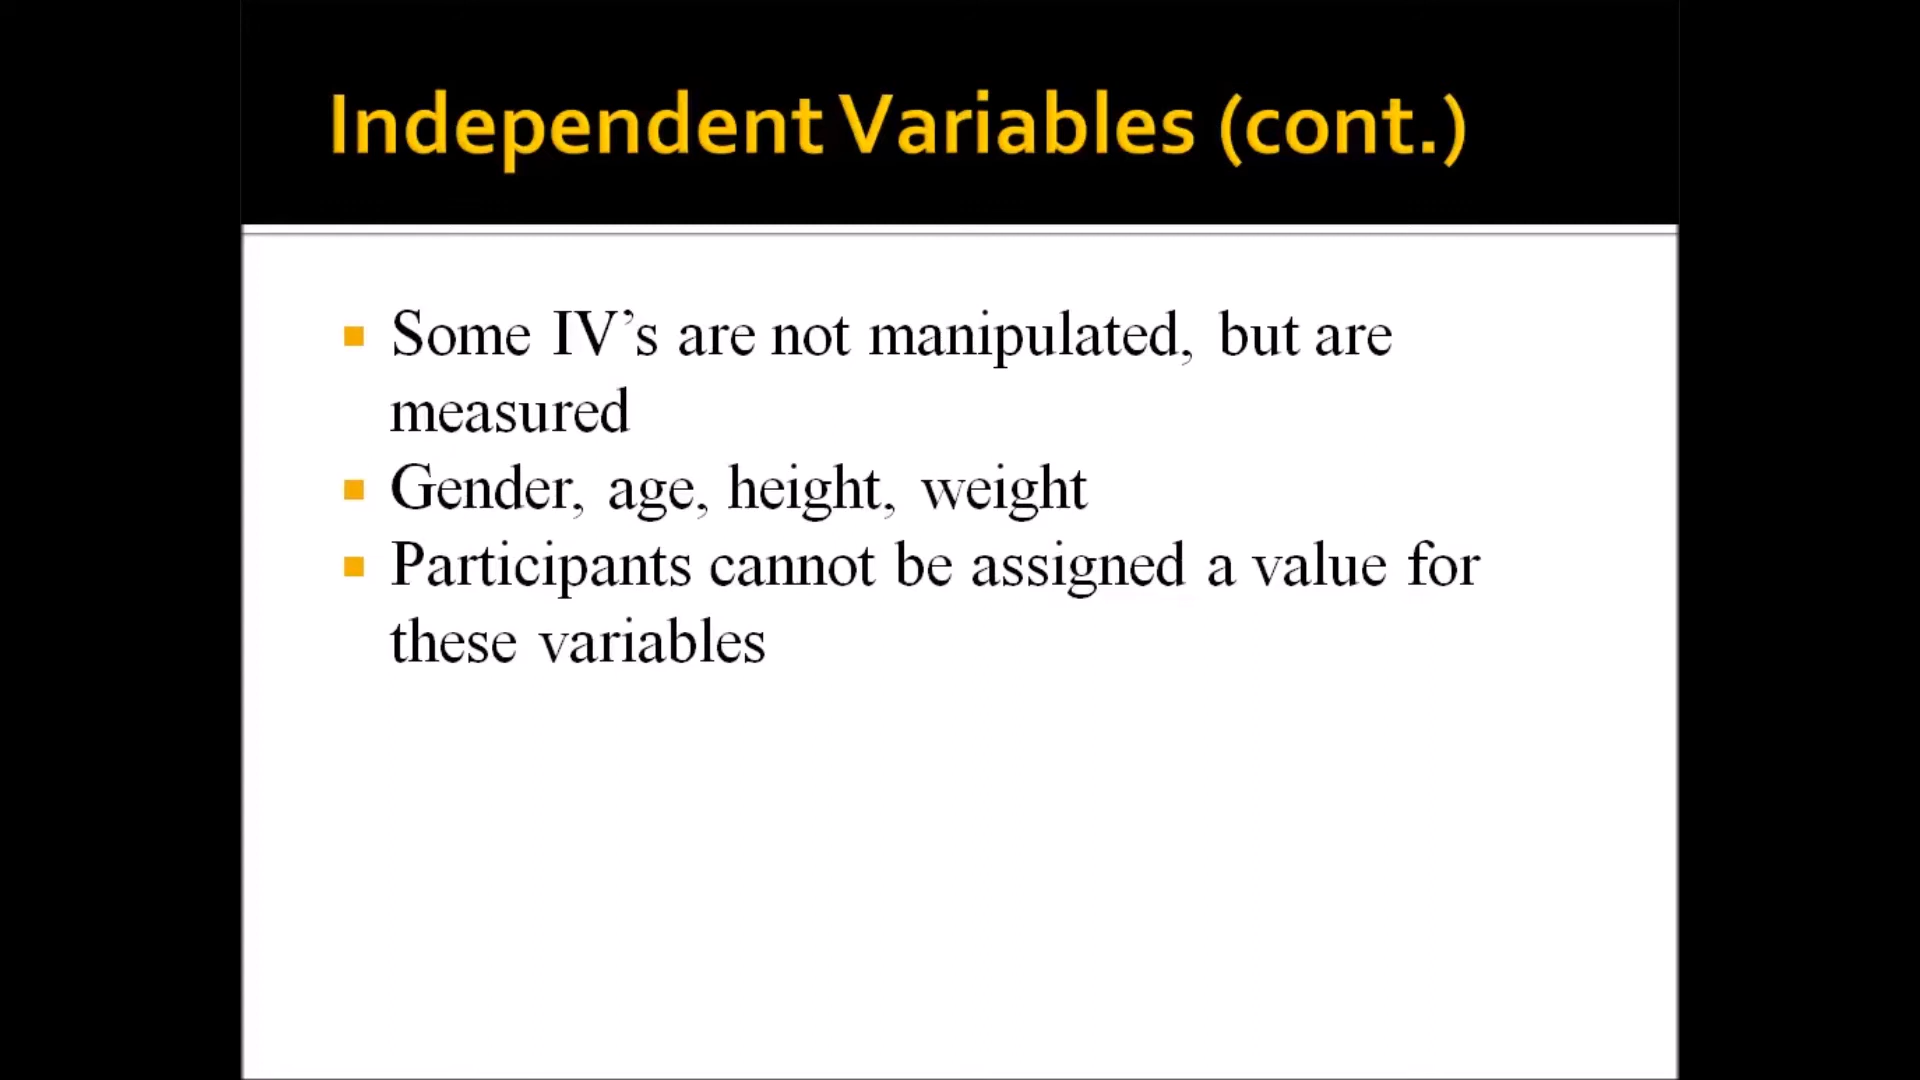 Independent Variables (cont.)
Some IV’s are not manipulated, but are
measured
Gender, age, height, weight
Participants cannot be assigned a value for
these variables